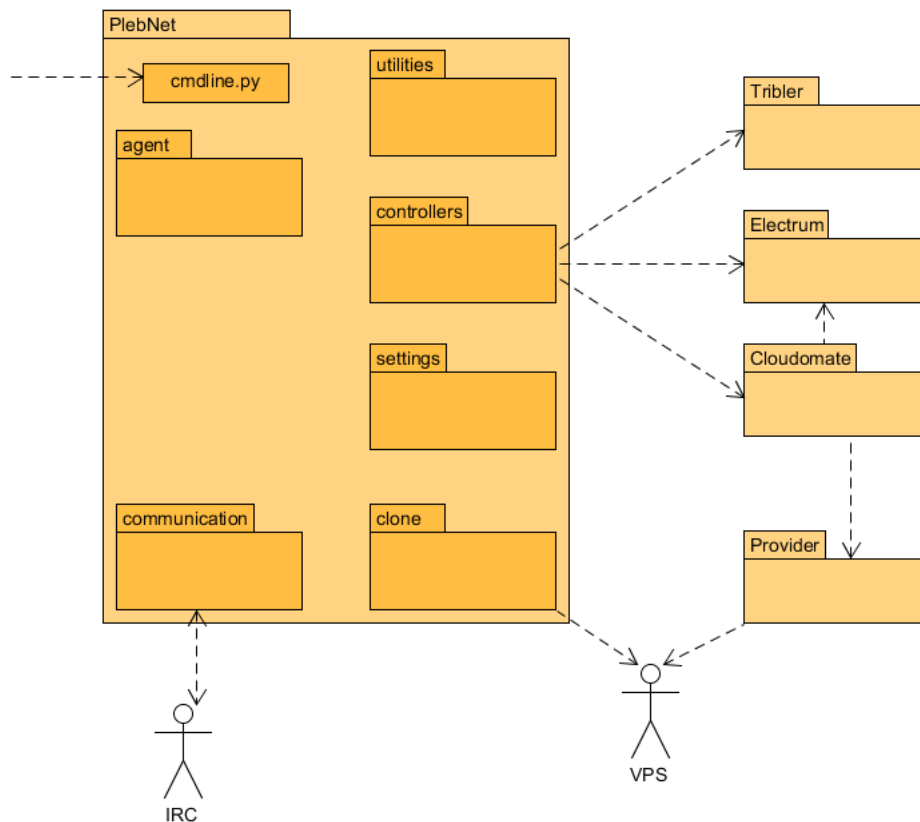 PlebNet
cmdline.py
utilities
agent
Tribler
controllers
Electrum
settings
Cloudomate
communication
clone
Provider
IRC
VPS